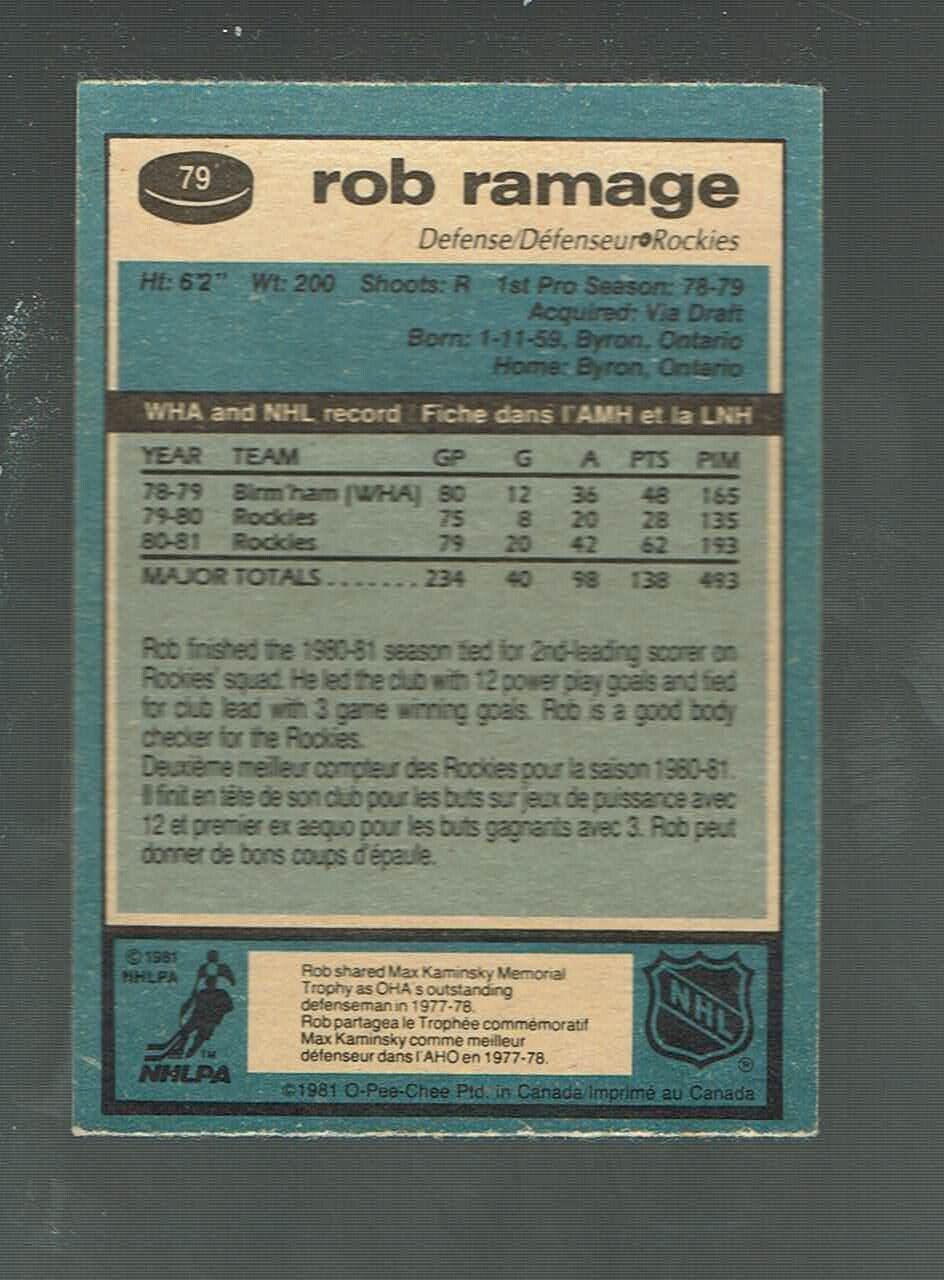 79
rob ramage
Defense/Défenseur•Rockies
Ht: 6'2" Wt: 200 Shoots: R 1st Pro Season: 78-79
Acquired: Via Draft
Born: 1-11-59, Byron, Ontario
Home: Byron, Ontario
WHA and NHL record Fiche dans l'AMH et la LNH
YEAR TEAM GP G A PTS PIM
78-79 Birm'ham (WHA) 80 12 36 48 165
79-80 Rockies 75 8 20 28 135
80-81 Rockies 79 20 42 62 193
MAJOR TOTALS.......234 40 98 138 493
Rob finished the 1980-81 season tied for 2nd-leading scorer on
Rockies' squad. He led the club with 12 power play goals and tied
for club lead with 3 game winning goals. Rob is a good body
checker for the Rockies.
Deuxième meilleur compteur des Rockies pour la saison 1980-81.
Il finit en tête de son club pour les buts sur jeux de puissance avec
12 et premier ex aequo pour les buts gagnants avec 3. Rob peut
donner de bons coups d'épaule.
©1981
NHLPA
TM
NHLPA
Rob shared Max Kaminsky Memorial
Trophy as OHA's outstanding
defenseman in 1977-78.
Rob partagea le Trophée commémoratif
Max Kaminsky comme meilleur
défenseur dans l'AHO en 1977-78.
NHL
®
©1981 O-Pee-Chee Ptd. in Canada/Imprimé au Canada